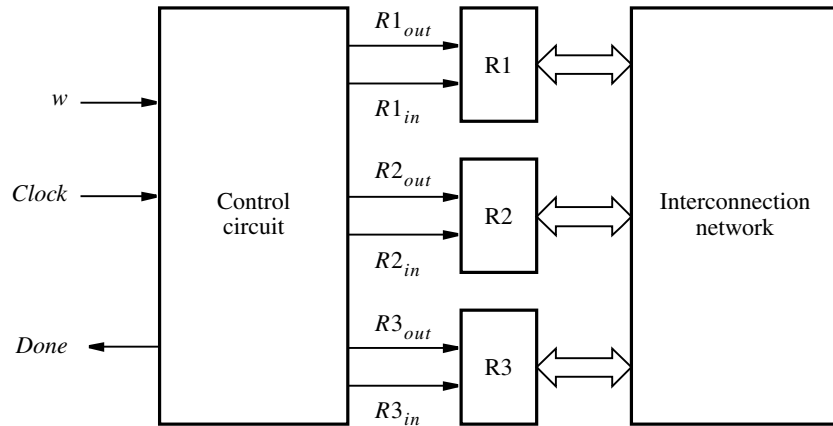 R1out
R1
w
R1in
R2out
Clock
Control
circuit
R2
Interconnection
network
R2in
R3out
Done
R3
R3in